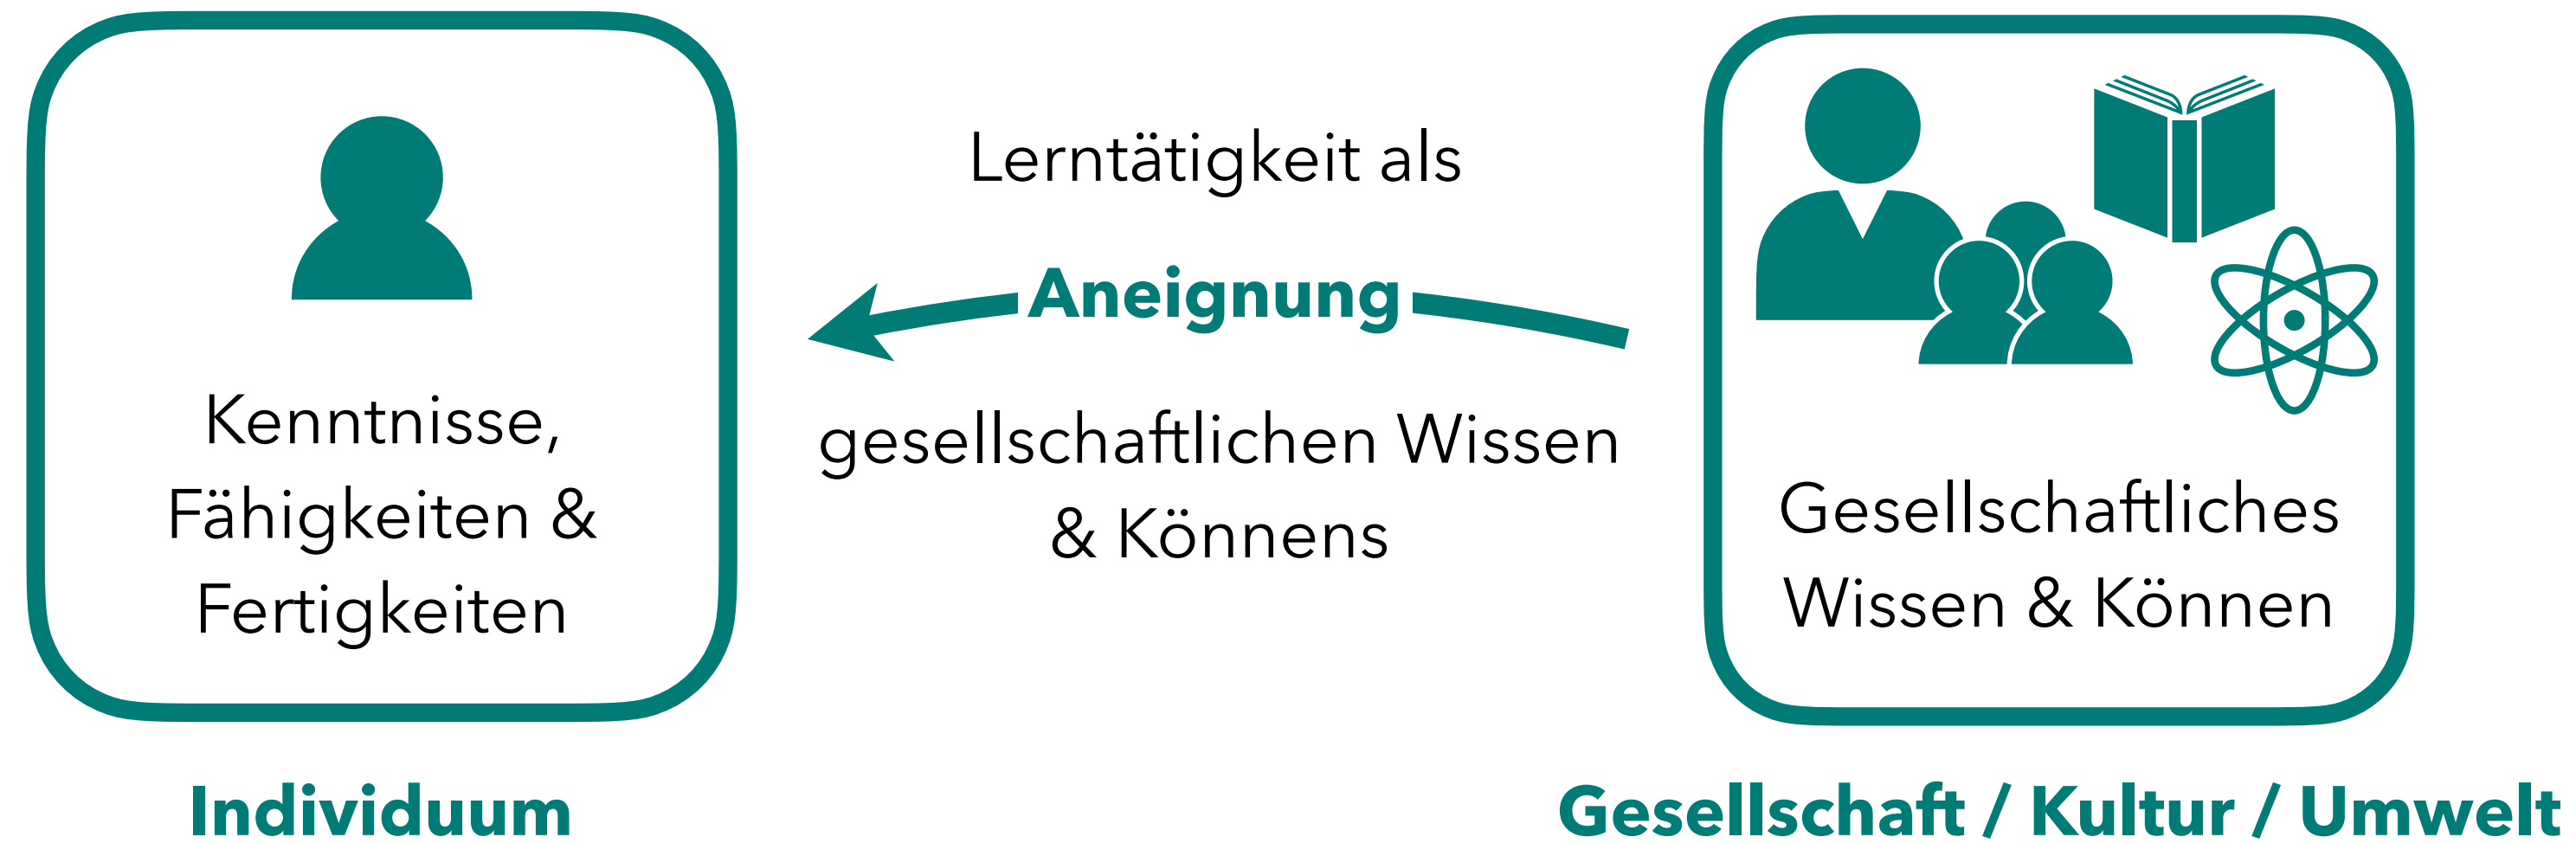 Kenntnisse,
Fähigkeiten &
Fertigkeiten
Individuum
Lerntätigkeit als
Aneignung
gesellschaftlichen Wissen
& Könnens
Gesellschaftliches
Wissen & Können
Gesellschaft / Kultur / Umwelt